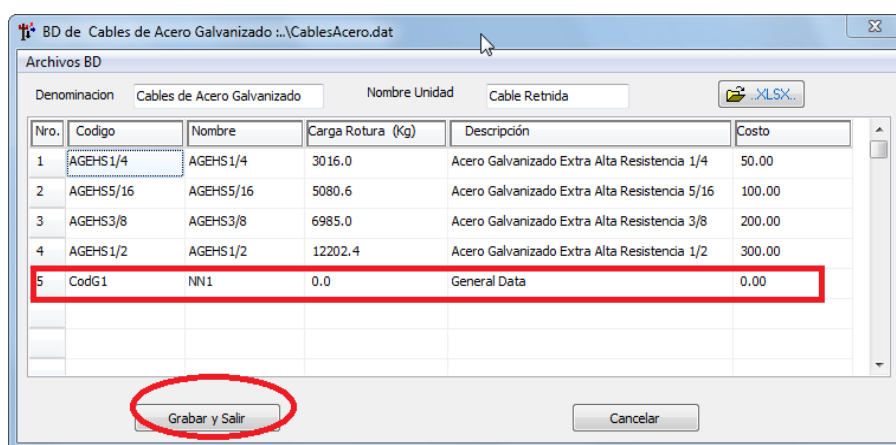 BD de Cables de Acero Galvanizado :..\CablesAcero.dat
Archivos BD
Denominacion Cables de Acero Galvanizado Nombre Unidad Cable Retnida ..XLSX..
Nro. Codigo Nombre Carga Rotura (Kg) Descripción Costo
1 AGEHS1/4 AGEHS1/4 3016.0 Acero Galvanizado Extra Alta Resistencia 1/4 50.00
2 AGEHS5/16 AGEHS5/16 5080.6 Acero Galvanizado Extra Alta Resistencia 5/16 100.00
3 AGEHS3/8 AGEHS3/8 6985.0 Acero Galvanizado Extra Alta Resistencia 3/8 200.00
4 AGEHS1/2 AGEHS1/2 12202.4 Acero Galvanizado Extra Alta Resistencia 1/2 300.00
5 CodG1 NN1 0.0 General Data 0.00
Grabar y Salir Cancelar